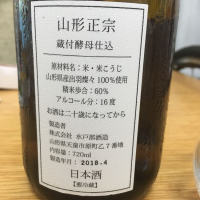 山形正宗
蔵付酵母仕込
原材料名：米・米こうじ
山形県産出羽燦々100%使用
精米歩合：60%
アルコール分：16度
お酒は二十歳になってから
製造者
株式会社 水戸部酒造
山形県天童市原町乙7番地
内容量：720ml
製造年月 2018.4
日本酒
【要冷蔵】